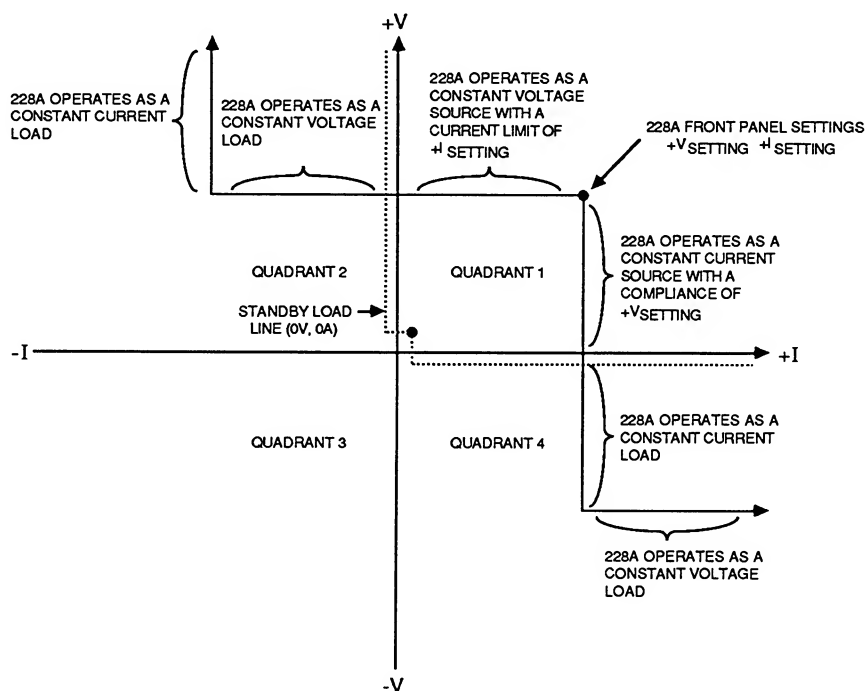 +V
228A OPERATES AS A
CONSTANT CURRENT
LOAD
228A OPERATES AS A
CONSTANT VOLTAGE
LOAD
228A OPERATES AS A
CONSTANT VOLTAGE
SOURCE WITH A
CURRENT LIMIT OF
+I SETTING
228A FRONT PANEL SETTINGS
+V SETTING +I SETTING
QUADRANT 2
QUADRANT 1
228A OPERATES AS A
CONSTANT CURRENT
SOURCE WITH A
COMPLIANCE OF
+V SETTING
STANDBY LOAD
LINE (0V, 0A)
-I
+I
QUADRANT 3
QUADRANT 4
228A OPERATES AS A
CONSTANT CURRENT
LOAD
228A OPERATES AS A
CONSTANT VOLTAGE
LOAD
-V